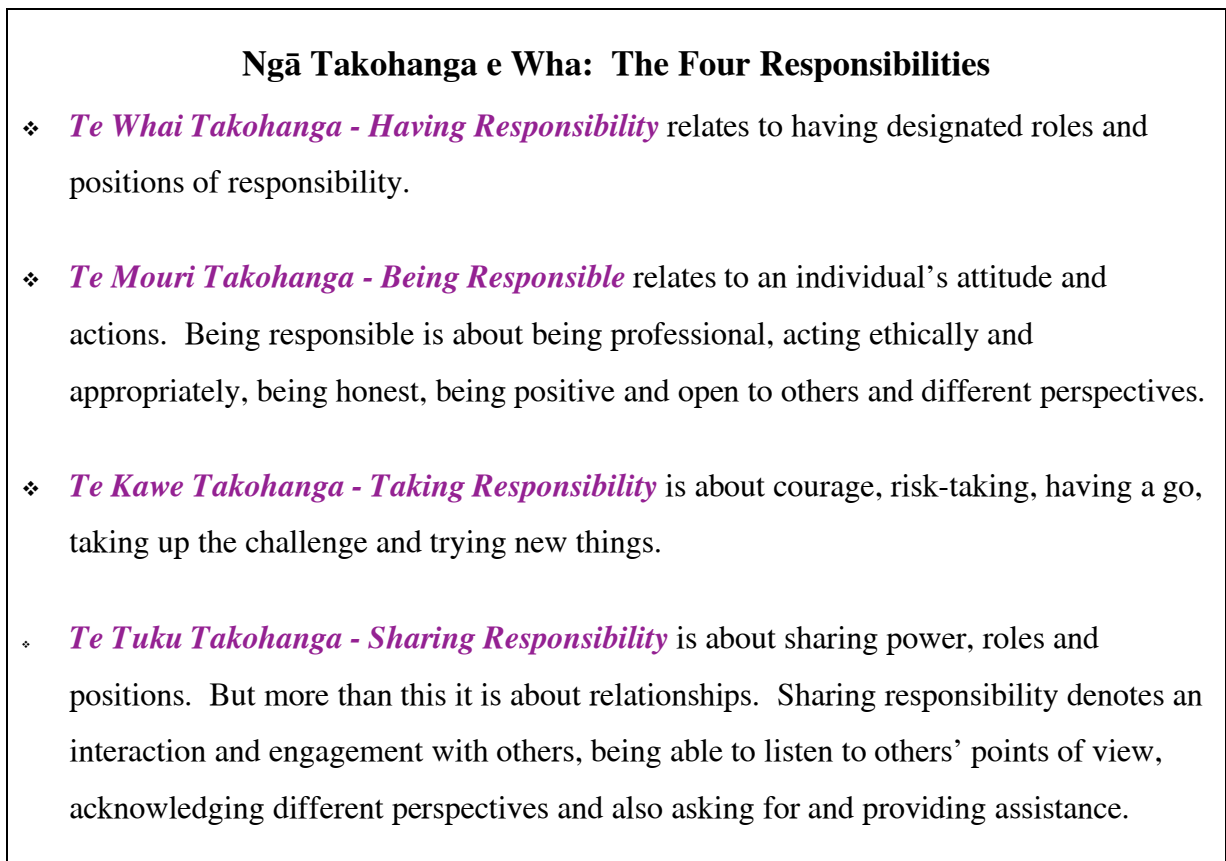 Ngā Takohanga e Wha: The Four Responsibilities
❖ Te Whai Takohanga - Having Responsibility relates to having designated roles and
positions of responsibility.
❖ Te Mouri Takohanga - Being Responsible relates to an individual’s attitude and
actions. Being responsible is about being professional, acting ethically and
appropriately, being honest, being positive and open to others and different perspectives.
❖ Te Kawe Takohanga - Taking Responsibility is about courage, risk-taking, having a go,
taking up the challenge and trying new things.
❖ Te Tuku Takohanga - Sharing Responsibility is about sharing power, roles and
positions. But more than this it is about relationships. Sharing responsibility denotes an
interaction and engagement with others, being able to listen to others’ points of view,
acknowledging different perspectives and also asking for and providing assistance.